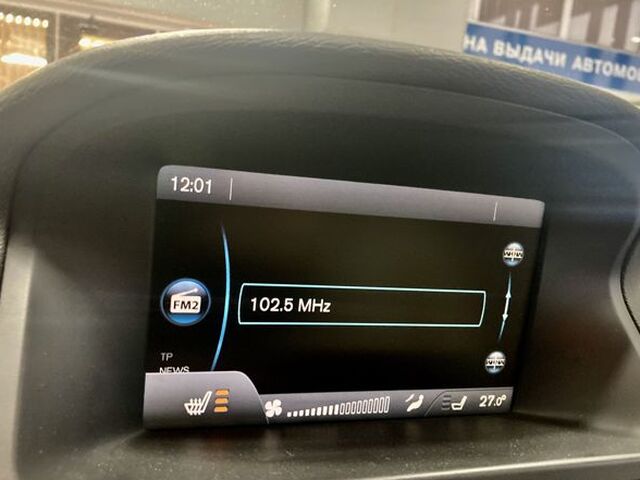 НА ВЫДАЧИ АВТОМО
12:01
FM2
102.5 MHz
TP
NEWS
27.0°